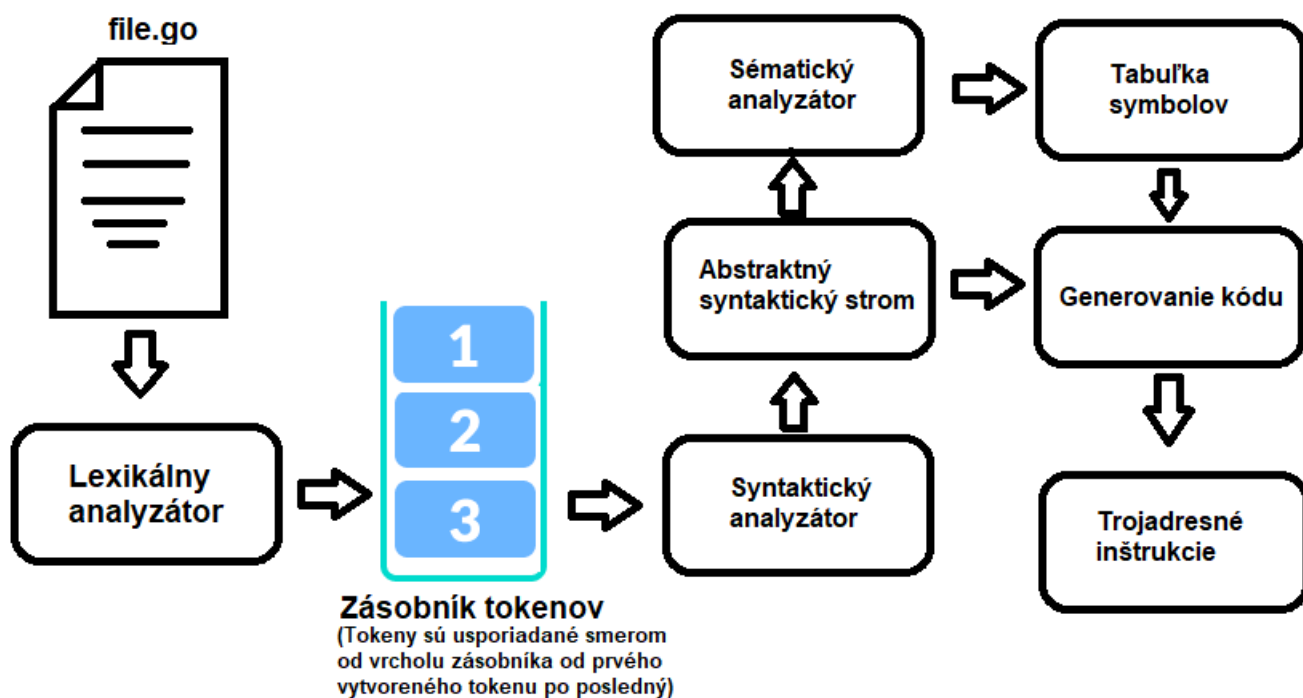 file.go
Lexikálny
analyzátor
1
2
3
Zásobník tokenov
(Tokeny sú usporiadané smerom
od vrcholu zásobníka od prvého
vytvoreného tokenu po posledný)
Syntaktický
analyzátor
Abstraktný
syntaktický strom
Sématický
analyzátor
Tabuľka
symbolov
Generovanie kódu
Trojadresné
inštrukcie